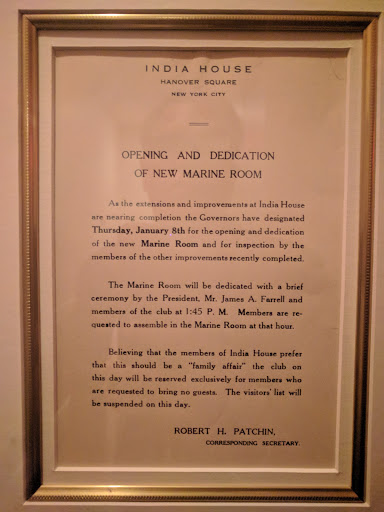 INDIA HOUSE
HANOVER SQUARE
NEW YORK CITY
OPENING AND DEDICATION
OF NEW MARINE ROOM
As the extensions and improvements at India House
are nearing completion the Governors have designated
Thursday, January 8th for the opening and dedication
of the new Marine Room and for inspection by the
members of the other improvements recently completed.
The Marine Room will be dedicated with a brief
ceremony by the President, Mr. James A. Farrell and
members of the club at 1:45 P. M. Members are re-
quested to assemble in the Marine Room at that hour.
Believing that the members of India House prefer
that this should be a "family affair" the club on
this day will be reserved exclusively for members who
are requested to bring no guests. The visitors' list will
be suspended on this day.
ROBERT H. PATCHIN,
CORRESPONDING SECRETARY.